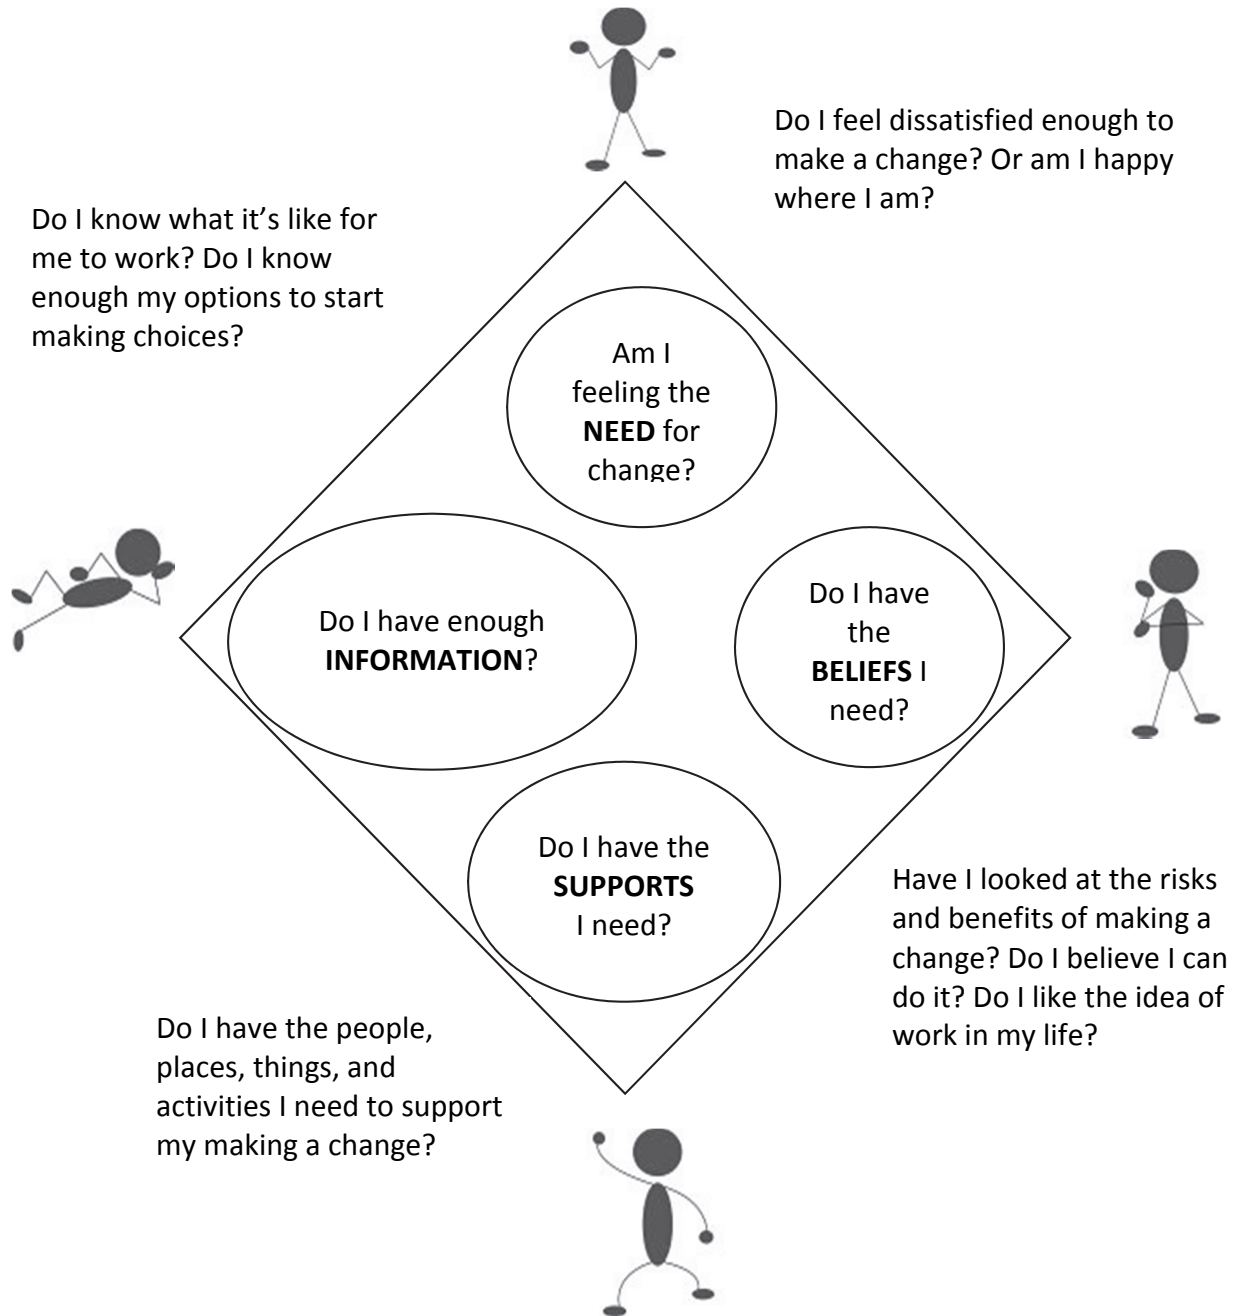 Do I feel dissatisfied enough to
make a change? Or am I happy
where I am?
Do I know what it’s like for
me to work? Do I know
enough my options to start
making choices?
Am I
feeling the
NEED for
change?
Do I have enough
INFORMATION?
Do I have
the
BELIEFS I
need?
Do I have the
SUPPORTS
I need?
Have I looked at the risks
and benefits of making a
change? Do I believe I can
do it? Do I like the idea of
work in my life?
Do I have the people,
places, things, and
activities I need to support
my making a change?